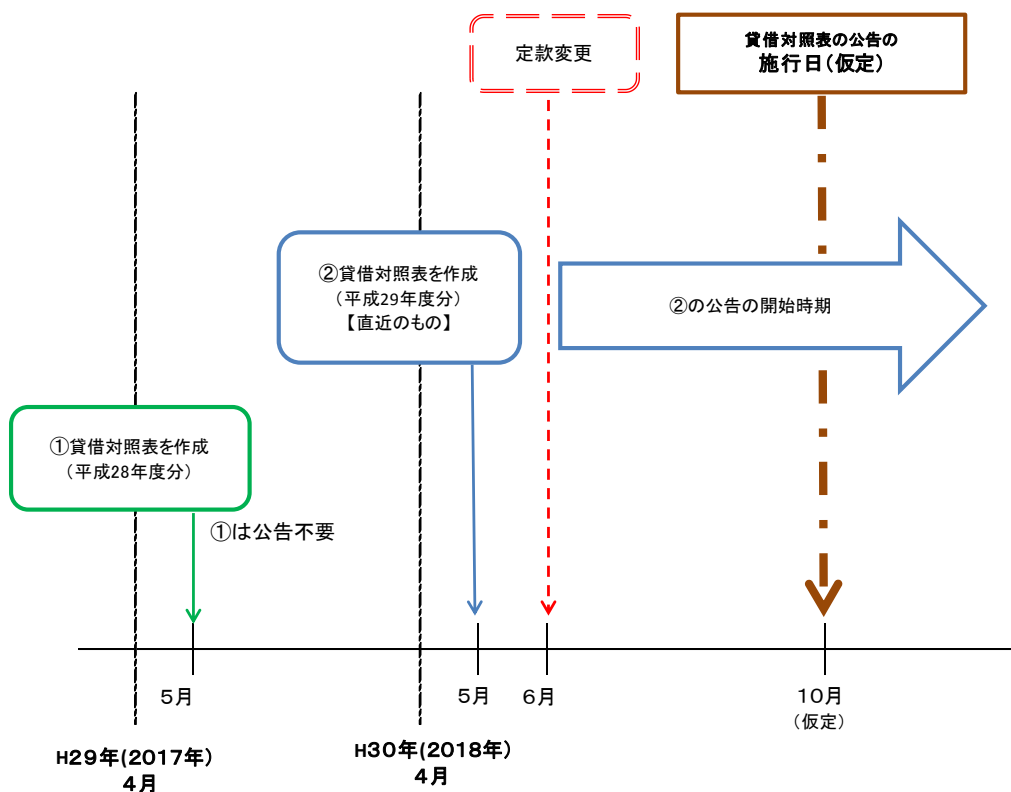 定款変更
貸借対照表の公告の
施行日(仮定)
②貸借対照表を作成
（平成29年度分）
【直近のもの】
②の公告の開始時期
①貸借対照表を作成
（平成28年度分）
①は公告不要
5月
5月
6月
10月
（仮定）
H29年(2017年)
4月
H30年(2018年)
4月